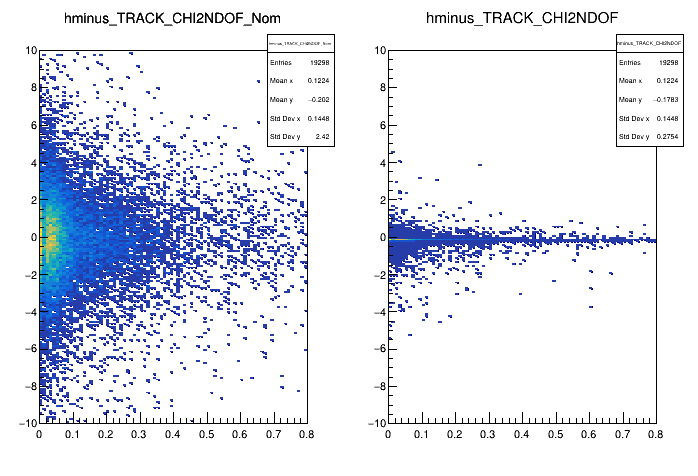 hminus_TRACK_CHI2NDOF_Nom
hminus_TRACK_CHI2NDOF_Nom
Entries 19298
Mean x 0.1224
Mean y −0.202
Std Dev x 0.1448
Std Dev y 2.42
10
8
6
4
2
0
−2
−4
−6
−8
−10
0 0.1 0.2 0.3 0.4 0.5 0.6 0.7 0.8
hminus_TRACK_CHI2NDOF
hminus_TRACK_CHI2NDOF
Entries 19298
Mean x 0.1224
Mean y −0.1783
Std Dev x 0.1448
Std Dev y 0.2754
10
8
6
4
2
0
−2
−4
−6
−8
−10
0 0.1 0.2 0.3 0.4 0.5 0.6 0.7 0.8